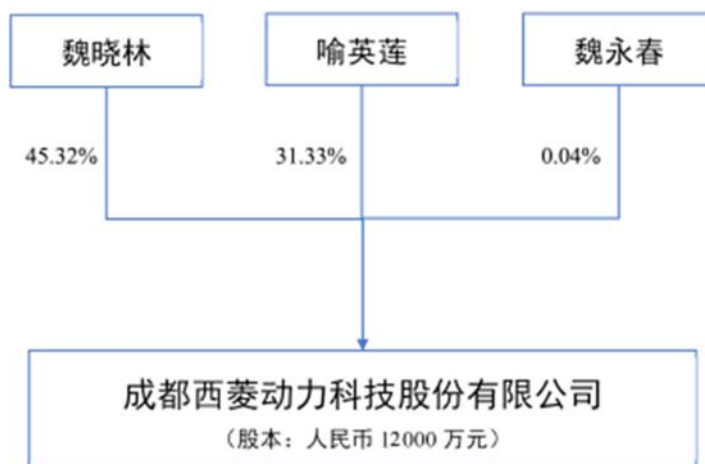 魏晓林
喻英莲
魏永春
45.32%
31.33%
0.04%
成都西菱动力科技股份有限公司
（股本：人民币 12000 万元）